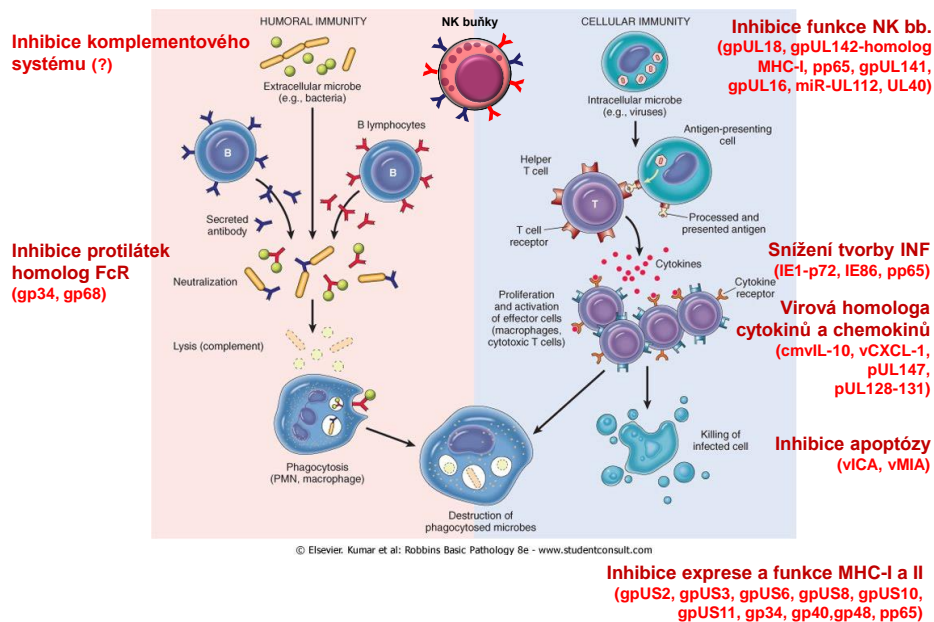 HUMORAL IMMUNITY
NK buňky
CELLULAR IMMUNITY
Inhibice komplementového
systému (?)
Inhibice funkce NK bb.
(gpUL18, gpUL142-homolog
MHC-I, pp65, gpUL141,
gpUL16, miR-UL112, UL40)
Extracellular microbe
(e.g., bacteria)
Intracellular microbe
(e.g., viruses)
B lymphocytes
B
B
Antigen-presenting
cell
Helper
T cell
T
Secreted
antibody
T cell
receptor
Processed and
presented antigen
Inhibice protilátek
homolog FcR
(gp34, gp68)
Neutralization
Cytokines
Snížení tvorby INF
(IE1-p72, IE86, pp65)
Cytokine
receptor
Proliferation
and activation
of effector cells
(macrophages,
cytotoxic T cells)
Virová homologa
cytokinů a chemokinů
(cmvIL-10, vCXCL-1,
pUL147,
pUL128-131)
Lysis (complement)
Killing of
infected cell
Inhibice apoptózy
(vICA, vMIA)
Phagocytosis
(PMN, macrophage)
Destruction of
phagocytosed microbes
© Elsevier. Kumar et al: Robbins Basic Pathology 8e - www.studentconsult.com
Inhibice exprese a funkce MHC-I a II
(gpUS2, gpUS3, gpUS6, gpUS8, gpUS10,
gpUS11, gp34, gp40,gp48, pp65)